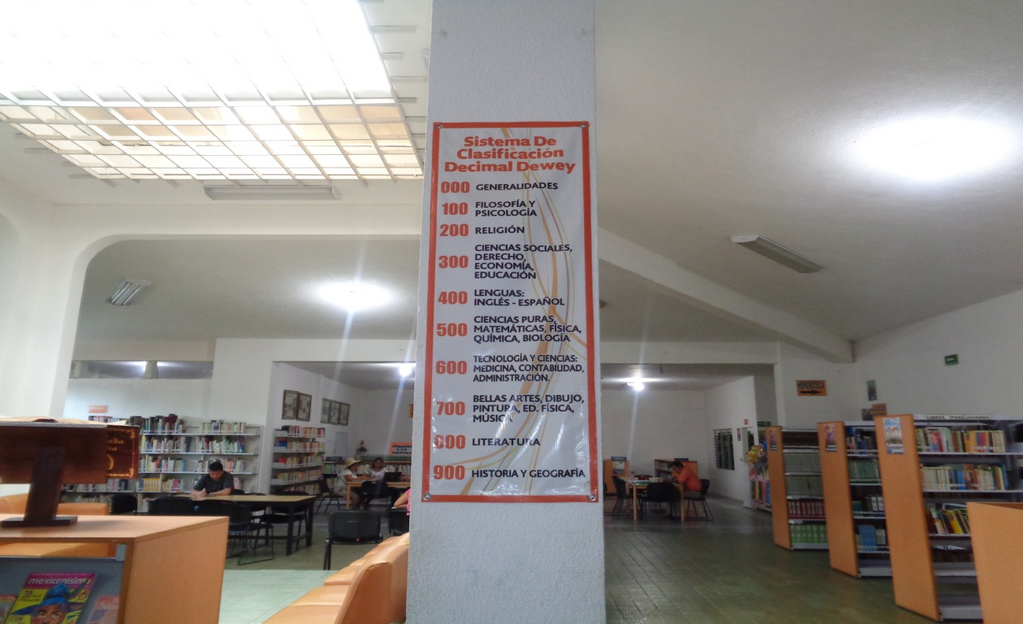 Sistema De
Clasificación
Decimal Dewey
000 GENERALIDADES
100 FILOSOFÍA Y
PSICOLOGÍA
200 RELIGIÓN
300 CIENCIAS SOCIALES,
DERECHO,
ECONOMÍA,
EDUCACIÓN
400 LENGUAS:
INGLÉS - ESPAÑOL
500 CIENCIAS PURAS,
MATEMÁTICAS, FÍSICA,
QUÍMICA, BIOLOGÍA
600 TECNOLOGÍA Y CIENCIAS:
MEDICINA, CONTABILIDAD,
ADMINISTRACIÓN.
700 BELLAS ARTES, DIBUJO,
PINTURA, ED. FÍSICA,
MÚSICA
800 LITERATURA
900 HISTORIA Y GEOGRAFÍA